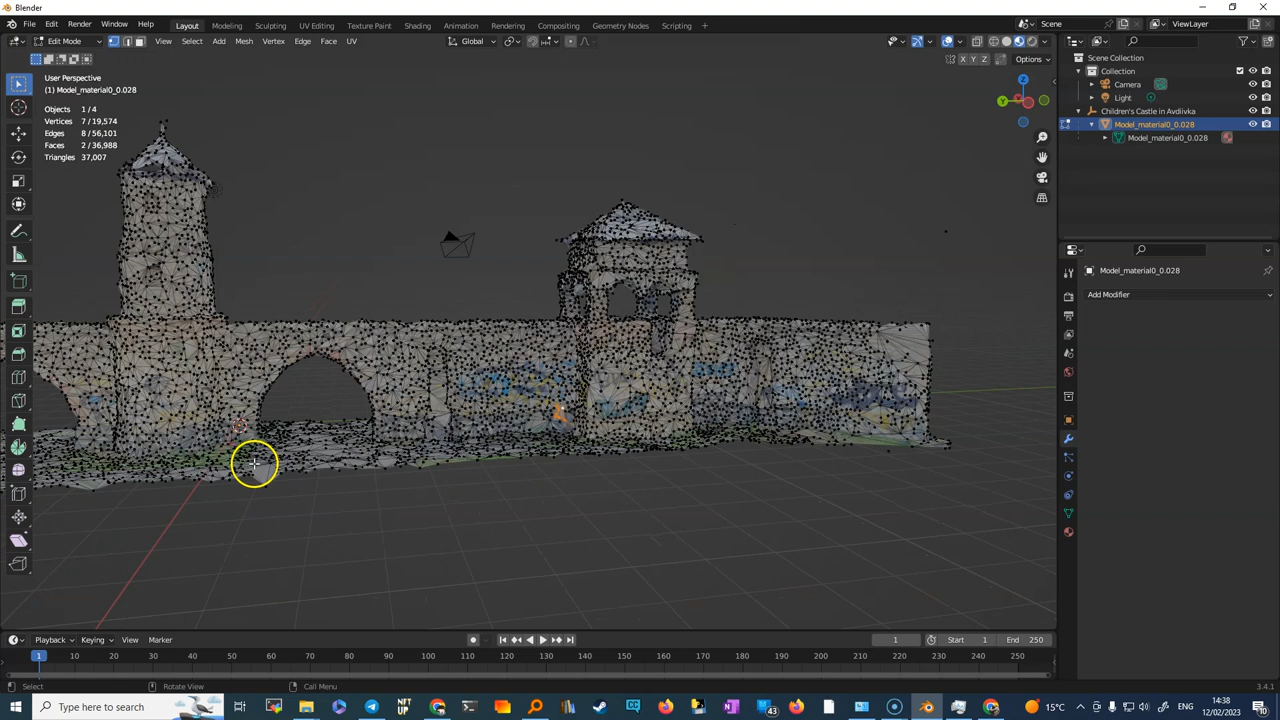 Blender
File Edit Render Window Help Layout Modeling Sculpting UV Editing Texture Paint Shading Animation Rendering Compositing Geometry Nodes Scripting + Scene ViewLayer
Edit Mode View Select Add Mesh Vertex Edge Face UV Global
X Y Z Options
User Perspective
(1) Model_material0_0.028
Objects 1/4
Vertices 7/19,574
Edges 8/56,101
Faces 2/36,988
Triangles 37,007
Z
Y
Scene Collection
Collection
Camera
Light
Children's Castle in Avdiivka
Model_material0_0.028
Model_material0_0.028
Model_material0_0.028
Add Modifier
Playback Keying View Marker 1 Start 1 End 250
1 10 20 30 40 50 60 70 80 90 100 110 120 130 140 150 160 170 180 190 200 210 220 230 240 250
Select Rotate View Call Menu 3.4.1
Type here to search
NFT
UP
43
15°C
ENG
14:38
12/02/2023